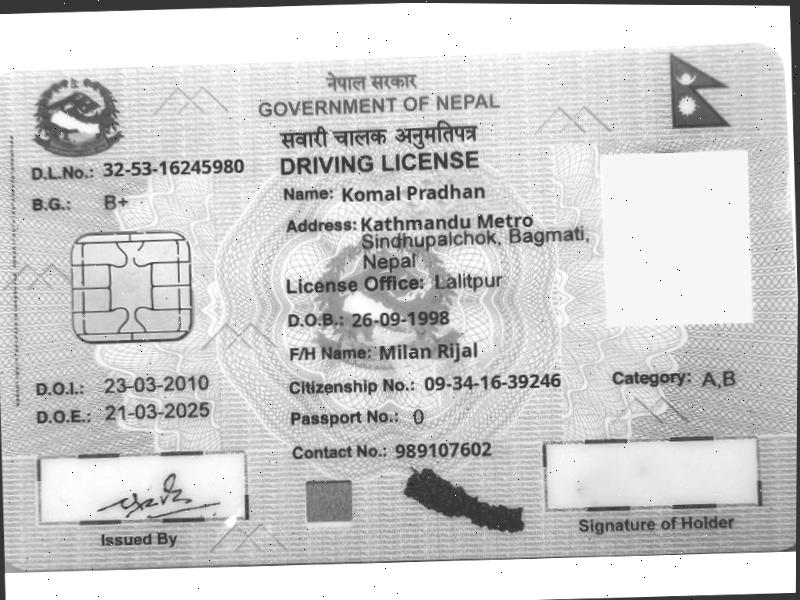 नेपाल सरकार
GOVERNMENT OF NEPAL
सवारी चालक अनुमतिपत्र
DRIVING LICENSE
D.L.No.: 32-53-16245980
B.G.: B+
Name: Komal Pradhan
Address: Kathmandu Metro
Sindhupalchok, Bagmati,
Nepal
License Office: Lalitpur
D.O.B.: 26-09-1998
F/H Name: Milan Rijal
D.O.I.: 23-03-2010
Citizenship No.: 09-34-16-39246
Category: A,B
D.O.E.: 21-03-2025
Passport No.: 0
Contact No.: 989107602
Issued By
Signature of Holder